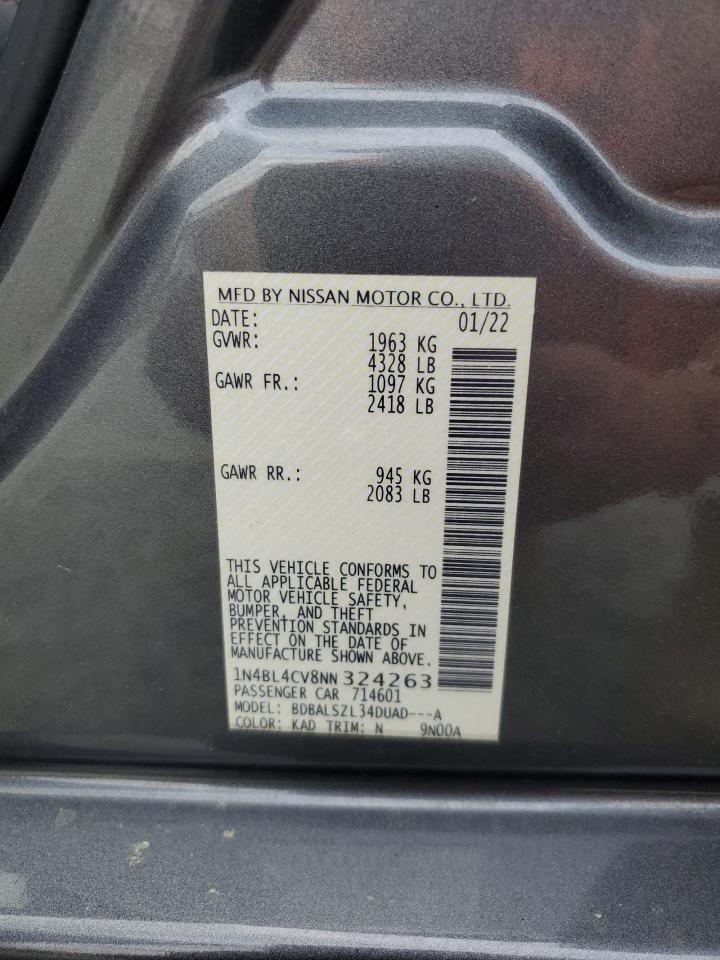 MFD BY NISSAN MOTOR CO., LTD.
DATE: 01/22
GVWR: 1963 KG
4328 LB
GAWR FR.: 1097 KG
2418 LB
GAWR RR.: 945 KG
2083 LB
THIS VEHICLE CONFORMS TO
ALL APPLICABLE FEDERAL
MOTOR VEHICLE SAFETY,
BUMPER, AND THEFT
PREVENTION STANDARDS IN
EFFECT ON THE DATE OF
MANUFACTURE SHOWN ABOVE.
1N4BL4CV8NN324263
PASSENGER CAR 714601
MODEL: BDBALSZL34DUAD---A
COLOR: KAD TRIM: N 9N00A